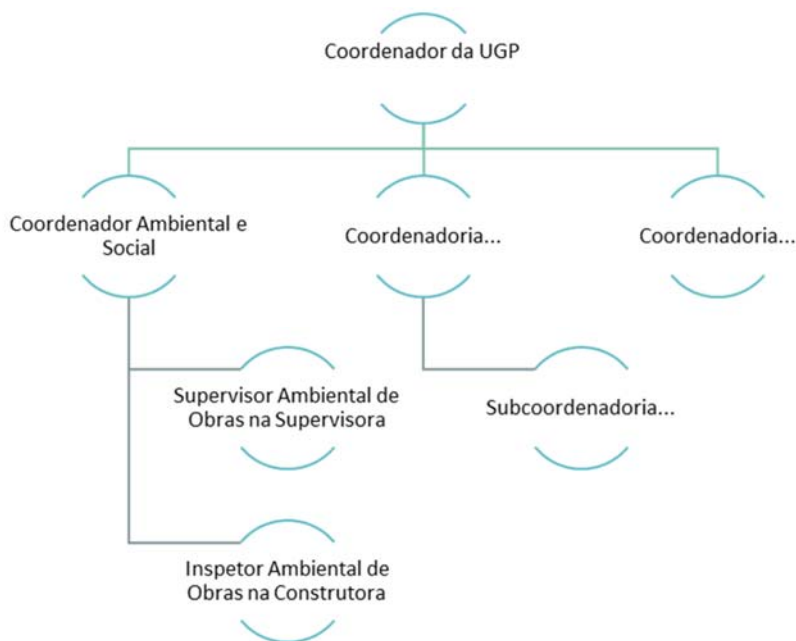 Coordenador da UGP
Coordenador Ambiental e
Social
Coordenadoria...
Coordenadoria...
Supervisor Ambiental de
Obras na Supervisora
Subcoordenadoria...
Inspetor Ambiental de
Obras na Construtora